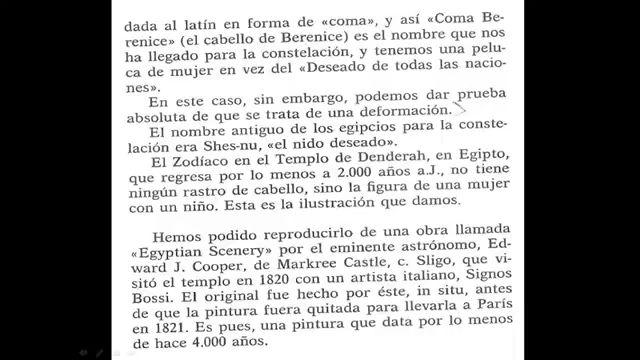 dada al latín en forma de «coma», y así «Coma Be-
renice» (el cabello de Berenice) es el nombre que nos
ha llegado para la constelación, y tenemos una pelu-
ca de mujer en vez del «Deseado de todas las nacio-
nes».
En este caso, sin embargo, podemos dar prueba
absoluta de que se trata de una deformación.
El nombre antiguo de los egipcios para la conste-
lación era Shes-nu, «el nido deseado».
El Zodíaco en el Templo de Denderah, en Egipto,
que regresa por lo menos a 2.000 años a.J., no tiene
ningún rastro de cabello, sino la figura de una mujer
con un niño. Esta es la ilustración que damos.
Hemos podido reproducirlo de una obra llamada
«Egyptian Scenery» por el eminente astrónomo, Ed-
ward J. Cooper, de Markree Castle, c. Sligo, que vi-
sitó el templo en 1820 con un artista italiano, Signos
Bossi. El original fue hecho por éste, in situ, antes
de que la pintura fuera quitada para llevarla a París
en 1821. Es pues, una pintura que data por lo menos
de hace 4.000 años.